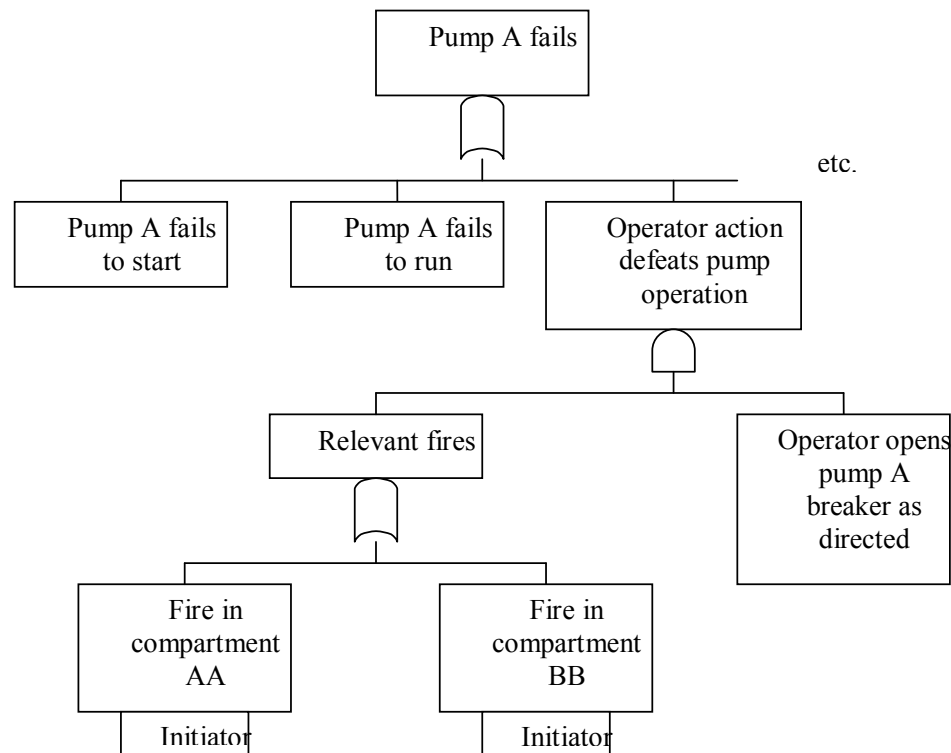 Pump A fails
etc.
Pump A fails
to start
Pump A fails
to run
Operator action
defeats pump
operation
Relevant fires
Operator opens
pump A
breaker as
directed
Fire in
compartment
AA
Fire in
compartment
BB
Initiator
Initiator